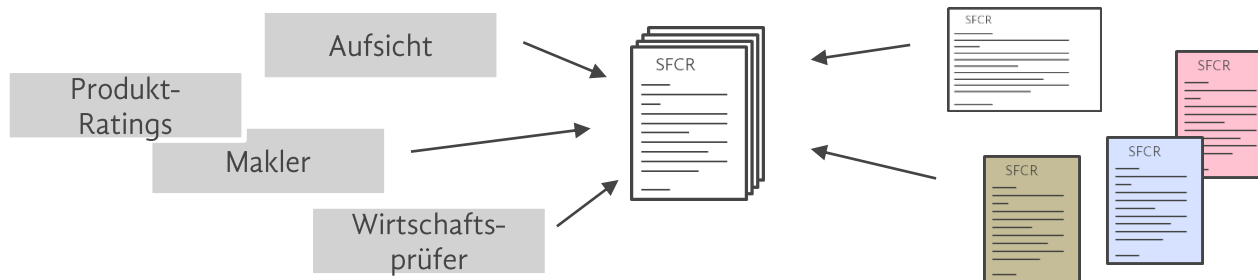 Aufsicht
Produkt-
Ratings
Makler
Wirtschafts-
prüfer
SFCR
SFCR
SFCR
SFCR
SFCR